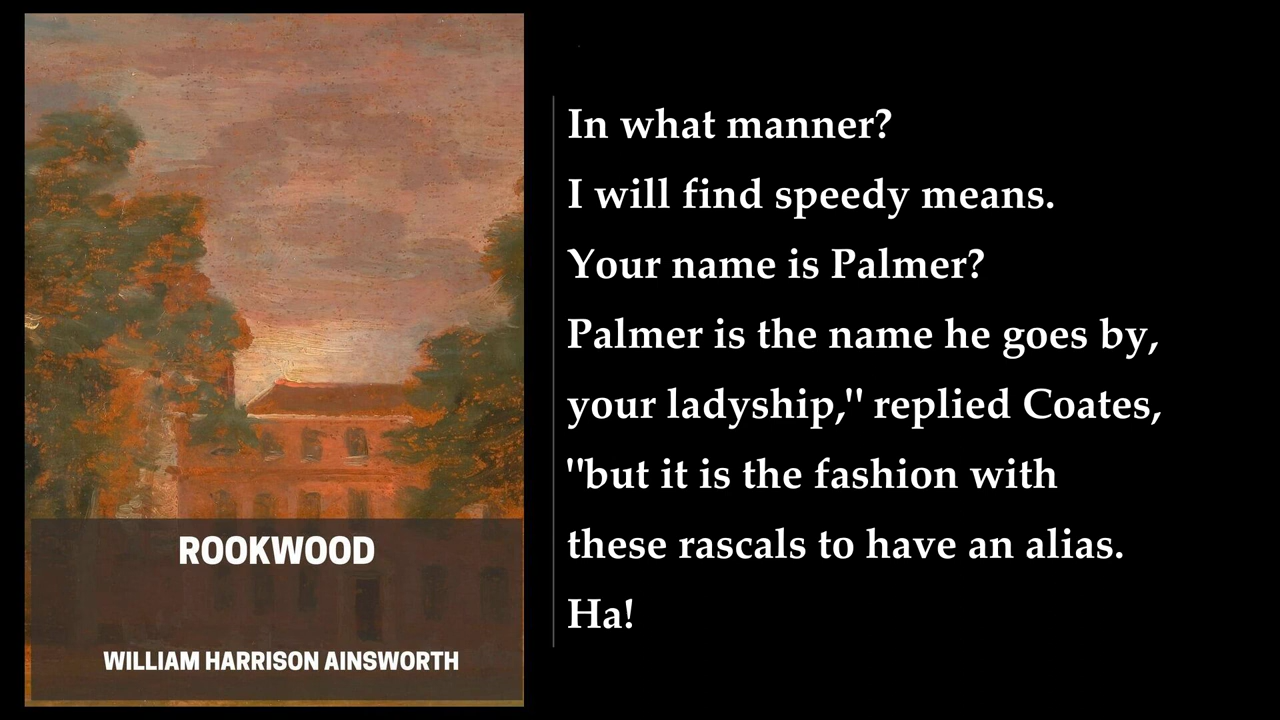 ROOKWOOD
WILLIAM HARRISON AINSWORTH
In what manner?
I will find speedy means.
Your name is Palmer?
Palmer is the name he goes by,
your ladyship," replied Coates,
"but it is the fashion with
these rascals to have an alias.
Ha!